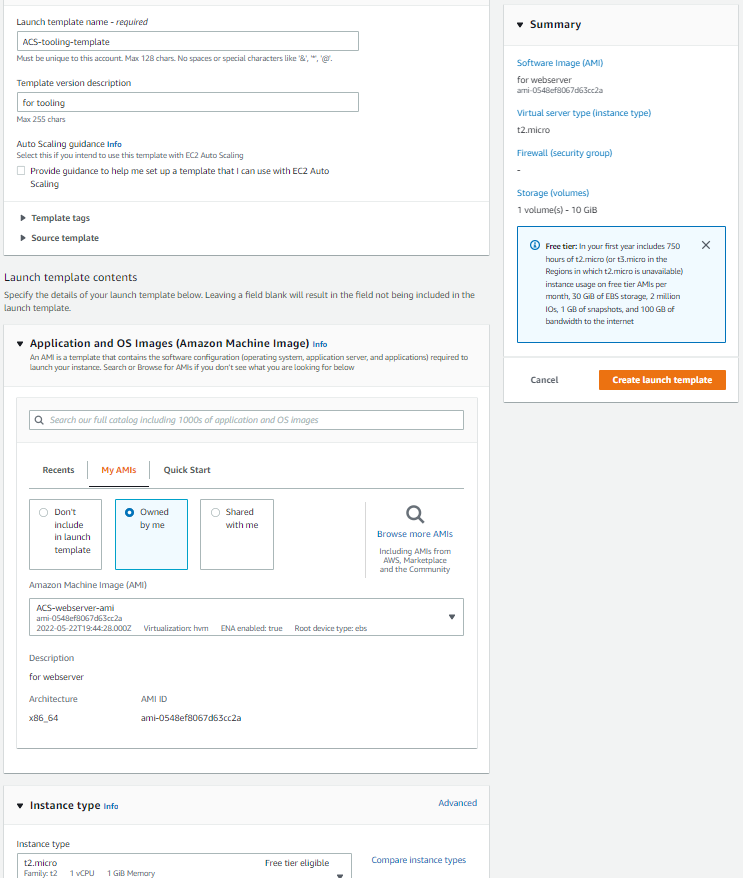 Launch template name - required
ACS-tooling-template
Must be unique to this account. Max 128 chars. No spaces or special characters like '&', '*', '@'.
Template version description
for tooling
Max 255 chars
Auto Scaling guidance Info
Select this if you intend to use this template with EC2 Auto Scaling
Provide guidance to help me set up a template that I can use with EC2 Auto
Scaling
Template tags
Source template
Launch template contents
Specify the details of your launch template below. Leaving a field blank will result in the field not being included in the
launch template.
Application and OS Images (Amazon Machine Image) Info
An AMI is a template that contains the software configuration (operating system, application server, and applications) required to
launch your instance. Search or Browse for AMIs if you don't see what you are looking for below
Search our full catalog including 1000s of application and OS images
Recents
My AMIs
Quick Start
Don't
include
in launch
template
Owned
by me
Shared
with me
Browse more AMIs
Including AMIs from
AWS, Marketplace
and the Community
Amazon Machine Image (AMI)
ACS-webserver-ami
ami-0548ef8067d63cc2a
2022-05-22T19:44:28.000Z Virtualization: hvm ENA enabled: true Root device type: ebs
Description
for webserver
Architecture AMI ID
x86_64 ami-0548ef8067d63cc2a
Instance type Info
Advanced
Instance type
t2.micro Free tier eligible
Family: t2 1 vCPU 1 GiB Memory
Compare instance types
Summary
Software Image (AMI)
for webserver
ami-0548ef8067d63cc2a
Virtual server type (instance type)
t2.micro
Firewall (security group)
-
Storage (volumes)
1 volume(s) - 10 GiB
Free tier: In your first year includes 750
hours of t2.micro (or t3.micro in the
Regions in which t2.micro is unavailable)
instance usage on free tier AMIs per
month, 30 GiB of EBS storage, 2 million
IOs, 1 GB of snapshots, and 100 GB of
bandwidth to the internet
Cancel
Create launch template